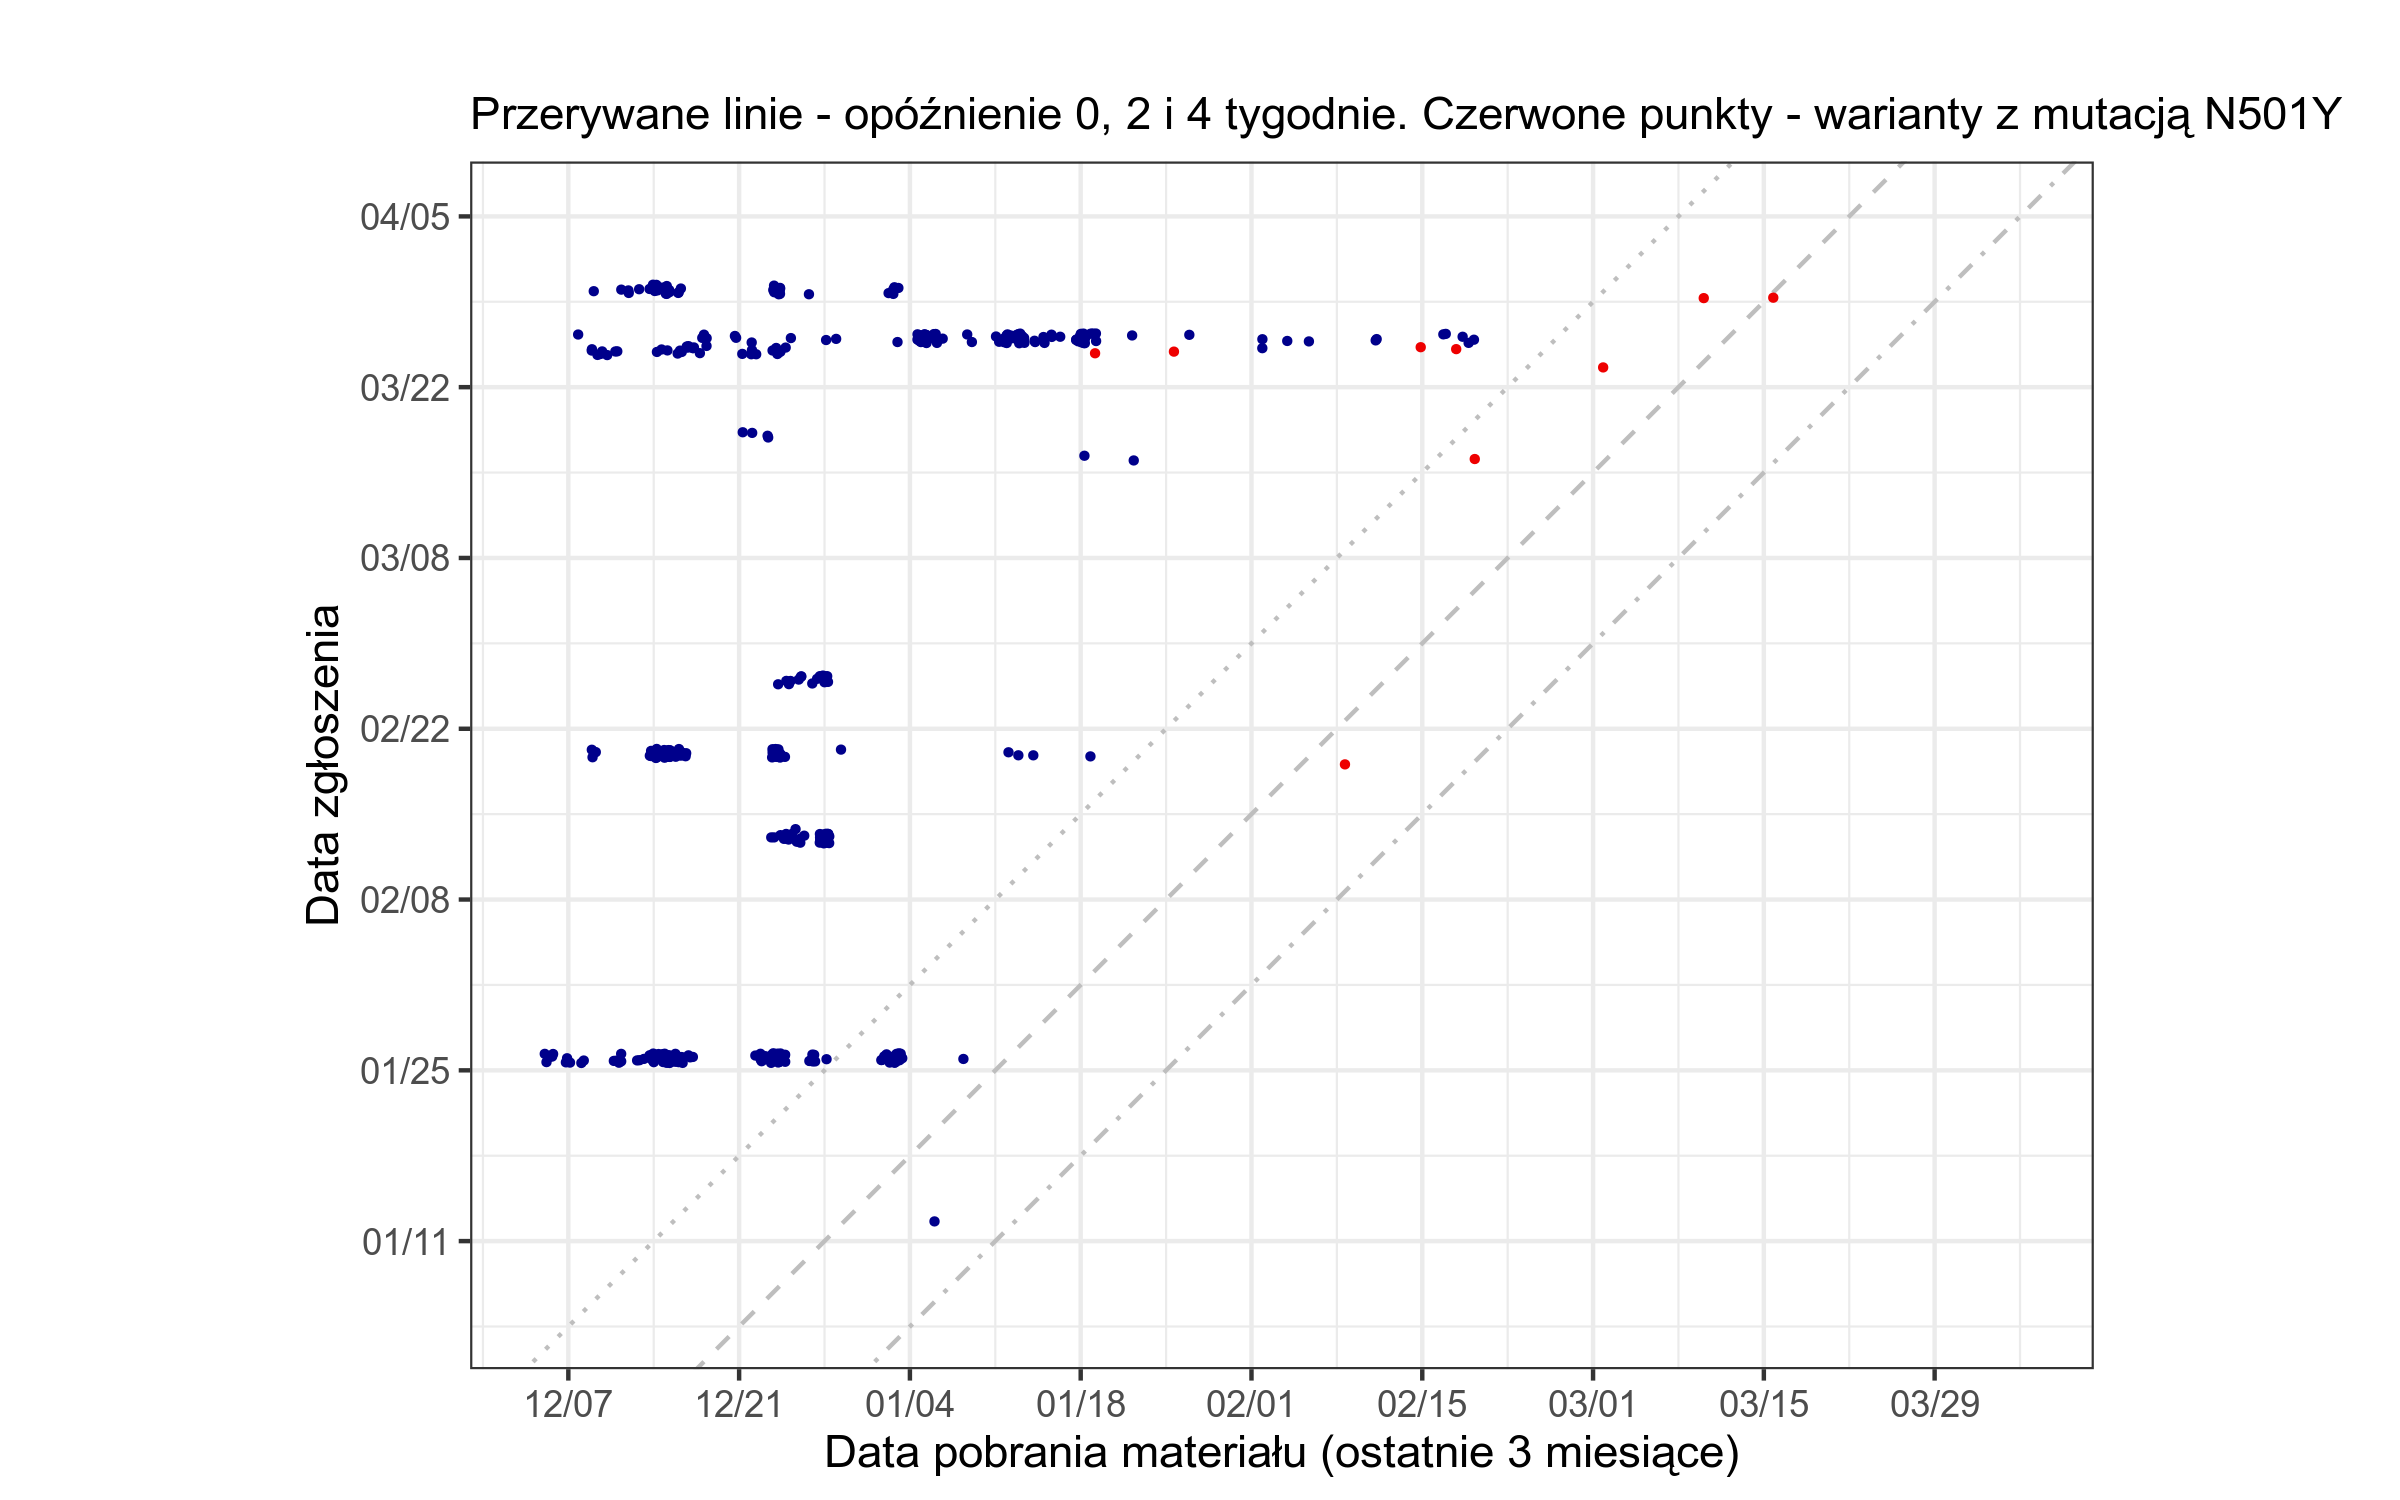 Przerywane linie - opóźnienie 0, 2 i 4 tygodnie. Czerwone punkty - warianty z mutacją N501Y
Data zgłoszenia
04/05
03/22
03/08
02/22
02/08
01/25
01/11
12/07 12/21 01/04 01/18 02/01 02/15 03/01 03/15 03/29
Data pobrania materiału (ostatnie 3 miesiące)